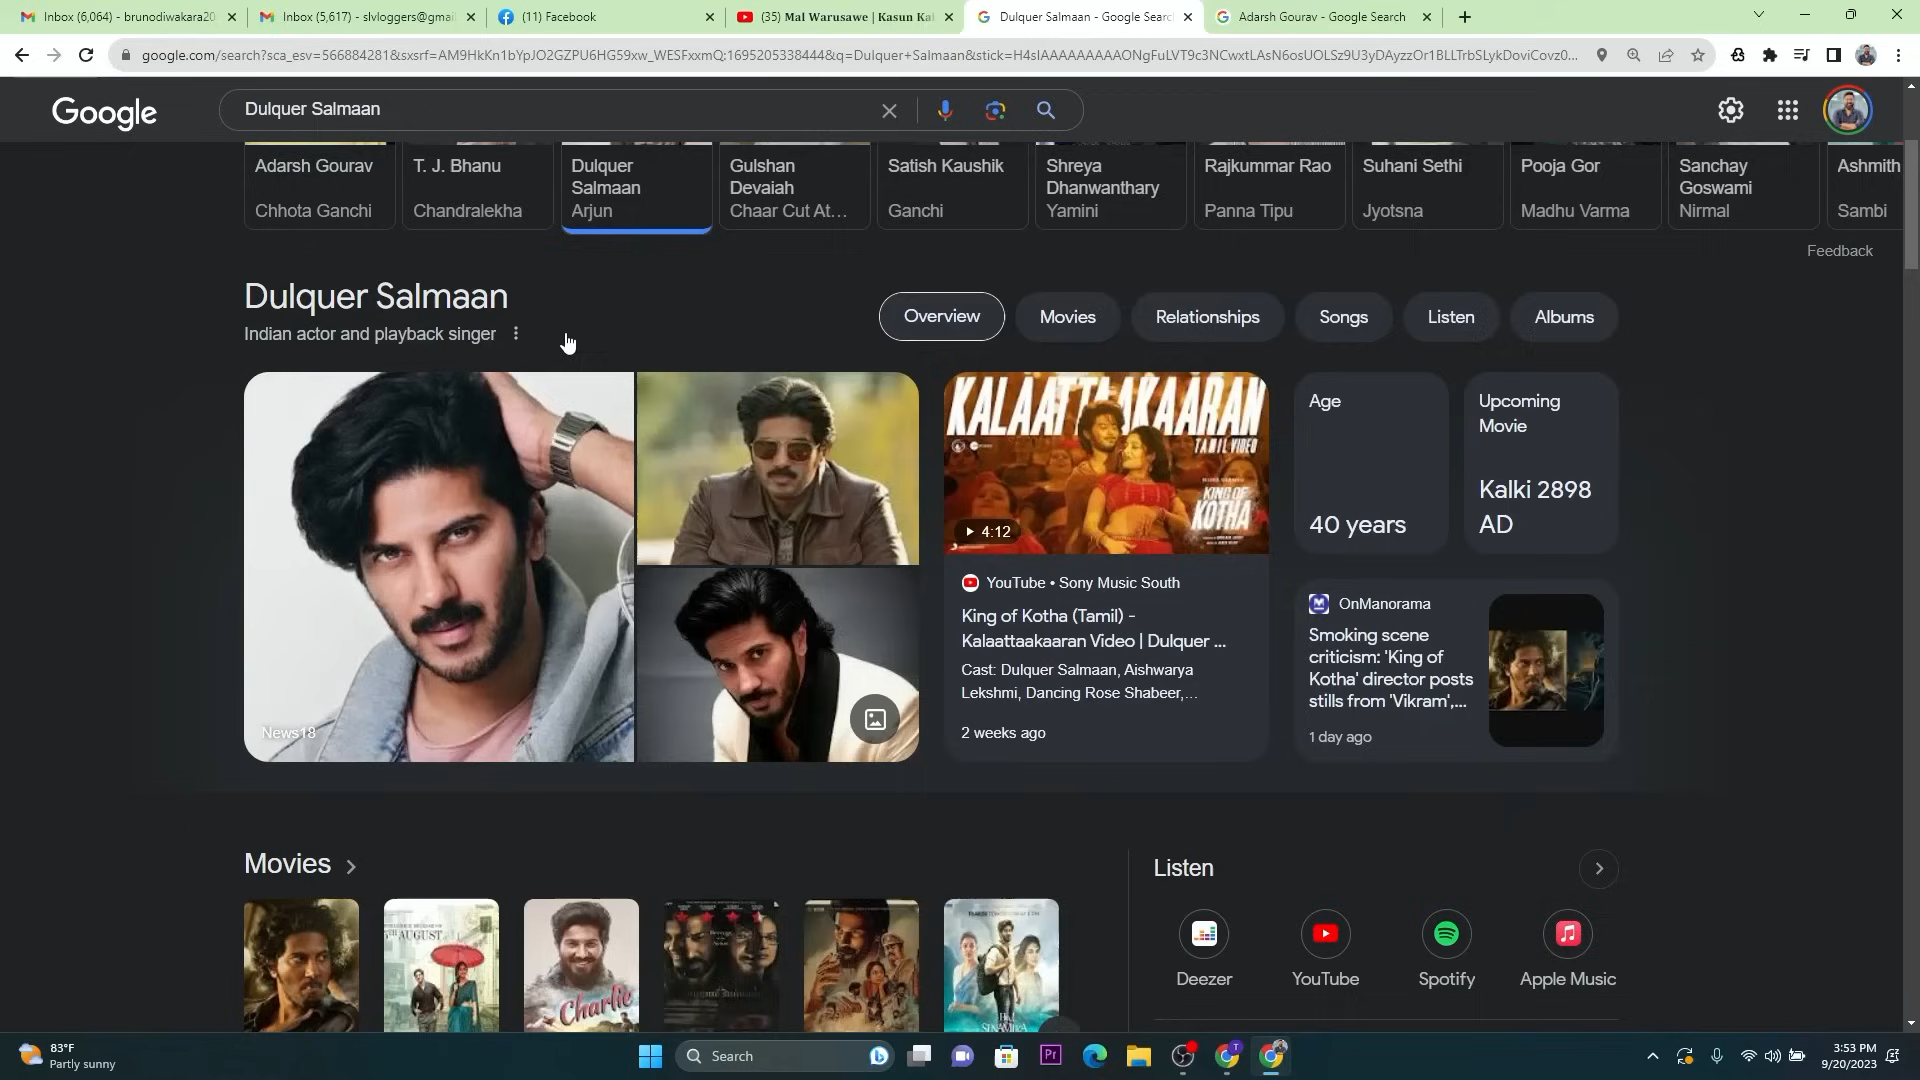 Inbox (6,064) - brunodiwakara20
Inbox (5,617) - slvloggers@gmai
(11) Facebook
(35) Mal Warusawe | Kasun Kal
Dulquer Salmaan - Google Searc
Adarsh Gourav - Google Search
google.com/search?sca_esv=566884281&sxsrf=AM9HkKn1bYpJO2GZPU6HG59xw_WESFxxmQ:1695205338444&q=Dulquer+Salmaan&stick=H4sIAAAAAAAAAONgFuLVT9c3NCwxtLAsN6osUOLSz9U3yDAyzzOr1BLLTrbSLykDoviCovz0...
Google
Dulquer Salmaan
Adarsh Gourav
Chhota Ganchi
T. J. Bhanu
Chandralekha
Dulquer
Salmaan
Arjun
Gulshan
Devaiah
Chaar Cut At...
Satish Kaushik
Ganchi
Shreya
Dhanwanthary
Yamini
Rajkummar Rao
Panna Tipu
Suhani Sethi
Jyotsna
Pooja Gor
Madhu Varma
Sanchay
Goswami
Nirmal
Ashmith
Sambi
Feedback
Dulquer Salmaan
Indian actor and playback singer
Overview
Movies
Relationships
Songs
Listen
Albums
News18
KALAATTAAKAARAN
TAMIL VIDEO
KING OF
KOTHA
4:12
YouTube • Sony Music South
King of Kotha (Tamil) -
Kalaattaakaaran Video | Dulquer ...
Cast: Dulquer Salmaan, Aishwarya
Lekshmi, Dancing Rose Shabeer,...
2 weeks ago
Age
40 years
Upcoming
Movie
Kalki 2898
AD
OnManorama
Smoking scene
criticism: 'King of
Kotha' director posts
stills from 'Vikram',...
1 day ago
Movies
5TH AUGUST
Charlie
HEY SINAMIKA
Listen
Deezer
YouTube
Spotify
Apple Music
83°F
Partly sunny
Search
Pr
T
3:53 PM
9/20/2023